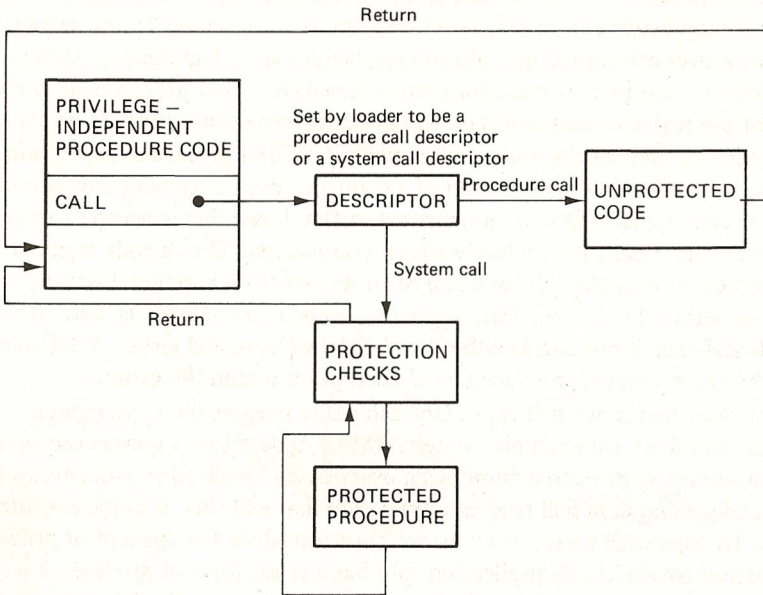 Return
PRIVILEGE –
INDEPENDENT
PROCEDURE CODE
CALL
Set by loader to be a
procedure call descriptor
or a system call descriptor
DESCRIPTOR
Procedure call
UNPROTECTED
CODE
System call
Return
PROTECTION
CHECKS
PROTECTED
PROCEDURE